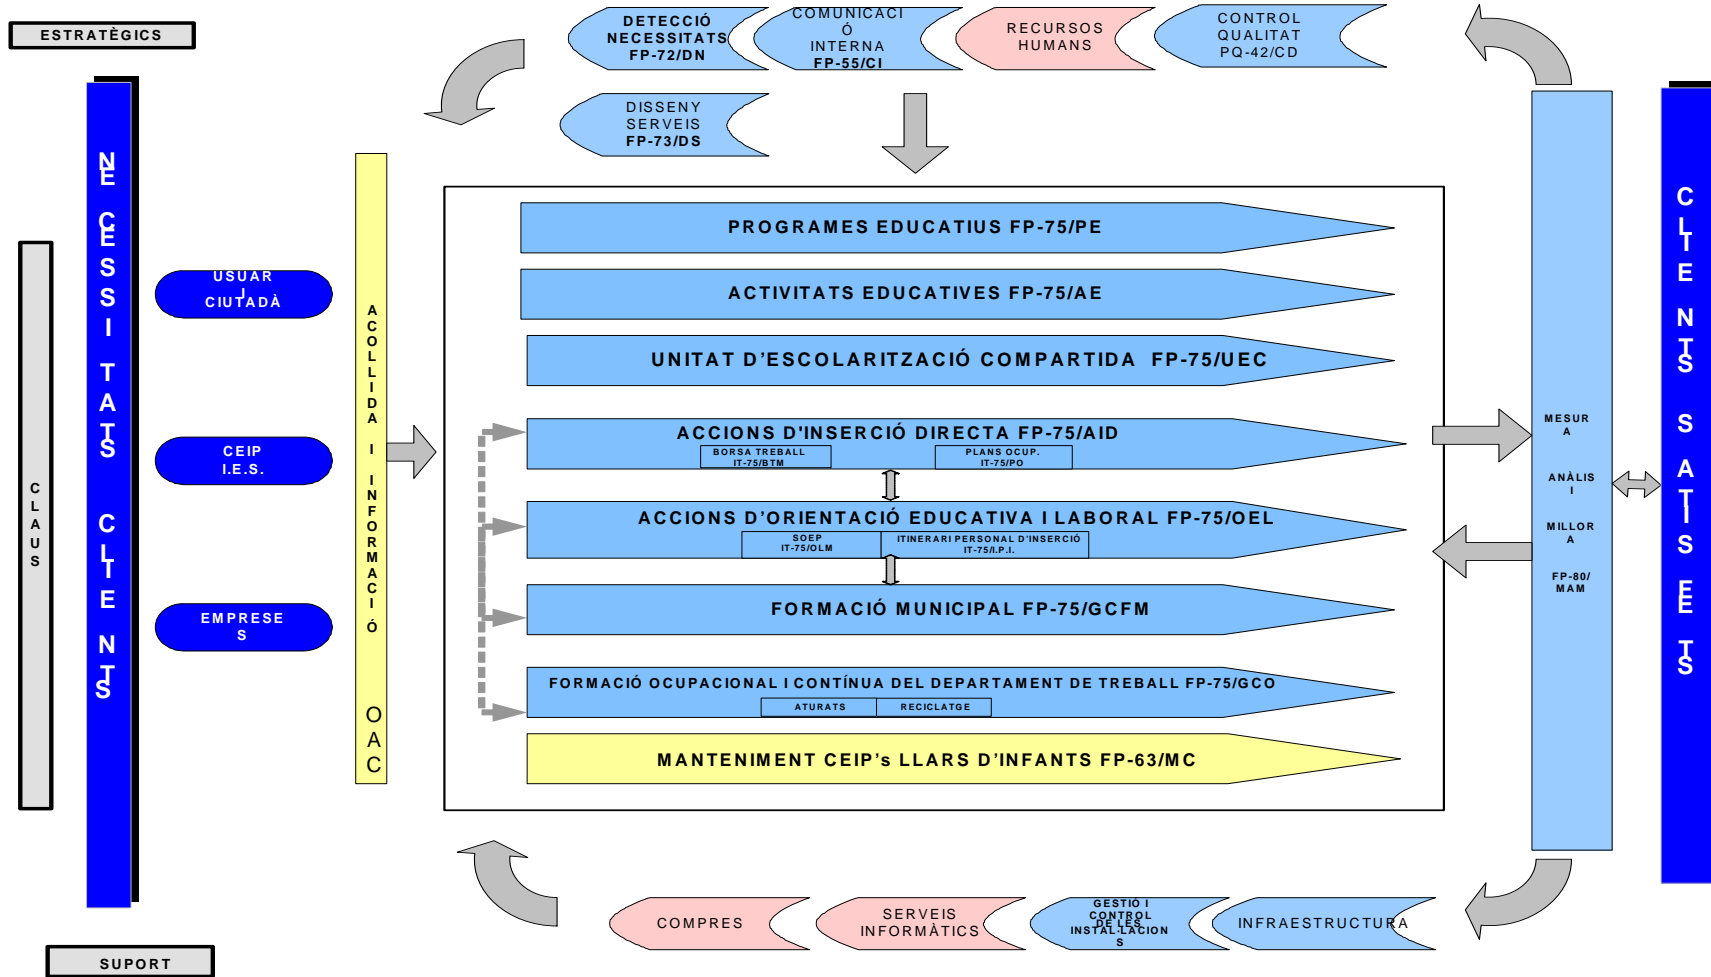 ESTRATÈGICS
DETECCIÓ
NECESSITATS
FP-72/DN
COMUNICACI
Ó
INTERNA
FP-55/CI
RECURSOS
HUMANS
CONTROL
QUALITAT
PQ-42/CD
DISSENY
SERVEIS
FP-73/DS
CLAUS
NECESSITATS CLIENTS
USUAR
I
CIUTADÀ
CEIP
I.E.S.
EMPRESE
S
ACOLLIDA I INFORMACIÓ OAC
PROGRAMES EDUCATIUS FP-75/PE
ACTIVITATS EDUCATIVES FP-75/AE
UNITAT D'ESCOLARITZACIÓ COMPARTIDA FP-75/UEC
ACCIONS D'INSERCIÓ DIRECTA FP-75/AID
BORSA TREBALL
IT-75/BTM
PLANS OCUP.
IT-75/PO
ACCIONS D'ORIENTACIÓ EDUCATIVA I LABORAL FP-75/OEL
SOEP
IT-75/OLM
ITINERARI PERSONAL D'INSERCIÓ
IT-75/I.P.I.
FORMACIÓ MUNICIPAL FP-75/GCFM
FORMACIÓ OCUPACIONAL I CONTÍNUA DEL DEPARTAMENT DE TREBALL FP-75/GCO
ATURATS
RECICLATGE
MANTENIMENT CEIP's LLARS D'INFANTS FP-63/MC
MESUR
A
ANÀLIS
I
MILLOR
A
FP-80/
MAM
CLIENTS SATISFETS
COMPRES
SERVEIS
INFORMÀTICS
GESTIÓ I
CONTROL
DE LES
INSTAL·LACION
S
INFRAESTRUCTURA
SUPORT